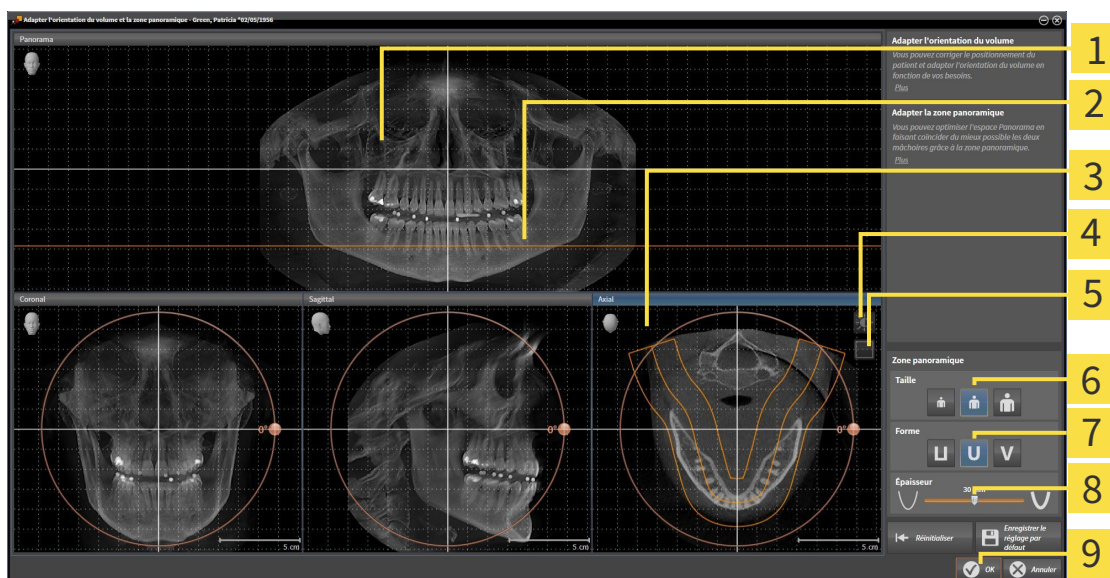 Adapter l'orientation du volume et la zone panoramique - Green, Patricia *02/05/1956
Panorama
Adapter l'orientation du volume
Vous pouvez corriger le positionnement du
patient et adapter l'orientation du volume en
fonction de vos besoins.
Plus
Adapter la zone panoramique
Vous pouvez optimiser l'espace Panorama en
faisant coïncider du mieux possible les deux
mâchoires grâce à la zone panoramique.
Plus
1
2
3
4
5
6
7
8
9
Coronal
Sagittal
Axial
0°
0°
0°
5 cm
5 cm
5 cm
Zone panoramique
Taille
Forme
U
V
Épaisseur
Réinitialiser
Enregistrer le
réglage par
défaut
OK
Annuler